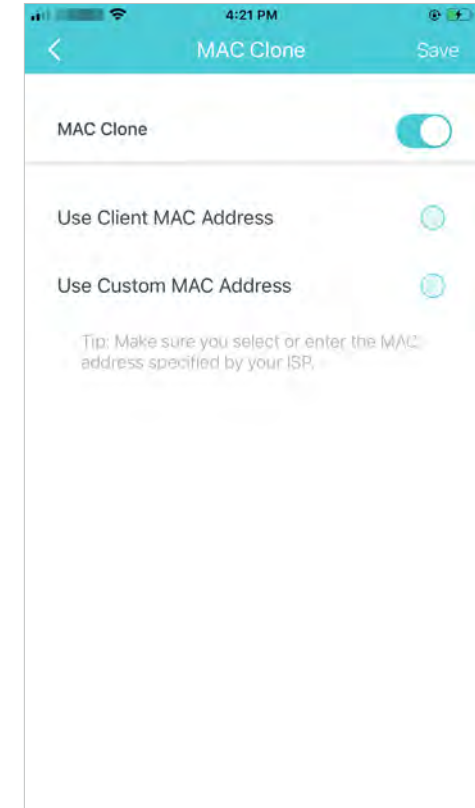 4:21 PM
MAC Clone
Save
MAC Clone
Use Client MAC Address
Use Custom MAC Address
Tip: Make sure you select or enter the MAC
address specified by your ISP.